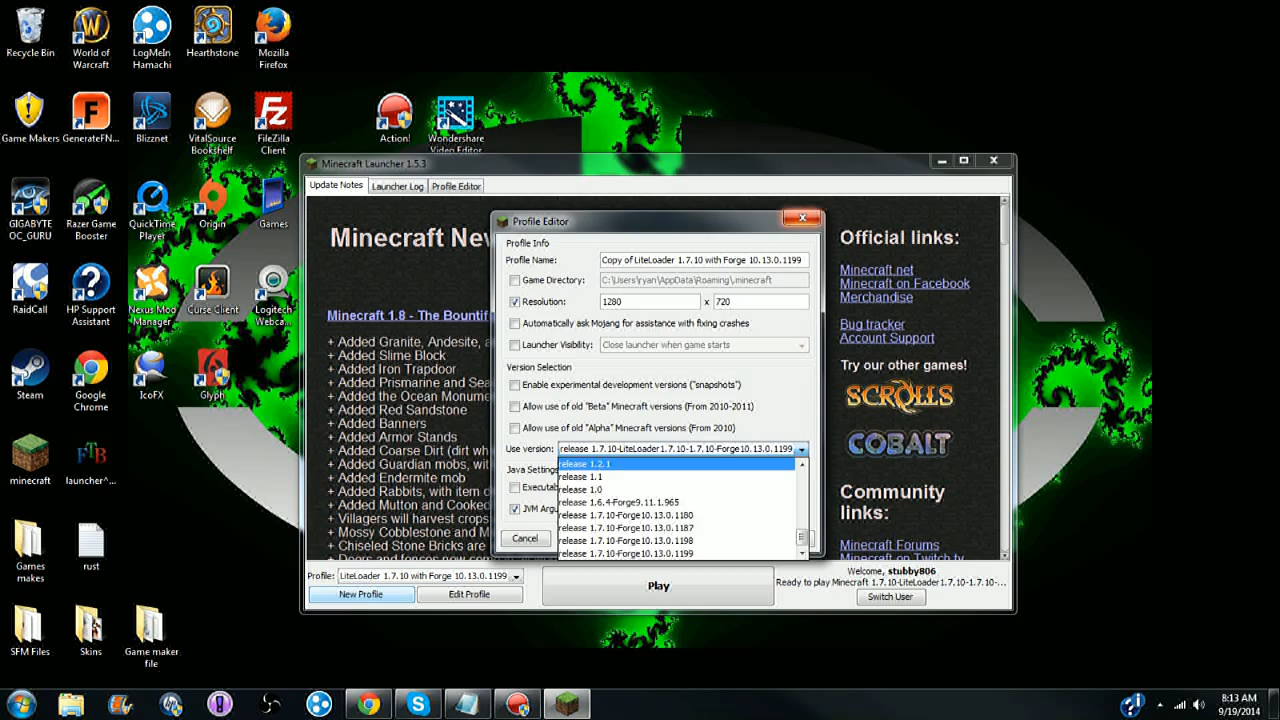 Recycle Bin
World of Warcraft
LogMeIn Hamachi
Hearthstone
Mozilla Firefox
Game Makers
GenerateFN...
Blizznet
VitalSource Bookshelf
FileZilla Client
Action!
Wondershare Video Editor
GIGABYTE OC_GURU
Razer Game Booster
QuickTime Player
Origin
Games
RaidCall
HP Support Assistant
Nexus Mod Manager
Curse Client
Logitech Webca...
Steam
Google Chrome
IcoFX
Glyph
minecraft
FTB
launcher^...
Games makes
rust
SFM Files
Skins
Game maker file
Minecraft Launcher 1.5.3
Update Notes
Launcher Log
Profile Editor
Minecraft Ne
Minecraft 1.8 - The Bountif
+ Added Granite, Andesite, a
+ Added Slime Block
+ Added Iron Trapdoor
+ Added Prismarine and Sea
+ Added the Ocean Monume
+ Added Red Sandstone
+ Added Banners
+ Added Armor Stands
+ Added Coarse Dirt (dirt wh
+ Added Guardian mobs, wit
+ Added Endermite mob
+ Added Rabbits, with item d
+ Added Mutton and Cooked
+ Villagers will harvest crops
+ Mossy Cobblestone and M
+ Chiseled Stone Bricks are
Profile Editor
Profile Info
Profile Name: Copy of LiteLoader 1.7.10 with Forge 10.13.0.1199
Game Directory: C:\Users\ryan\AppData\Roaming\.minecraft
Resolution: 1280 x 720
Automatically ask Mojang for assistance with fixing crashes
Launcher Visibility: Close launcher when game starts
Version Selection
Enable experimental development versions ("snapshots")
Allow use of old "Beta" Minecraft versions (From 2010-2011)
Allow use of old "Alpha" Minecraft versions (From 2010)
Use version: release 1.7.10-LiteLoader1.7.10-1.7.10-Forge10.13.0.1199
release 1.2.1
release 1.1
release 1.0
release 1.6.4-Forge9.11.1.965
release 1.7.10-Forge10.13.0.1180
release 1.7.10-Forge10.13.0.1187
release 1.7.10-Forge10.13.0.1198
release 1.7.10-Forge10.13.0.1199
Java Settings
Executab
JVM Argu
Cancel
Official links:
Minecraft.net
Minecraft on Facebook
Merchandise
Bug tracker
Account Support
Try our other games!
SCROLLS
COBALT
Community links:
Minecraft Forums
Minecraft on Twitch.tv
Profile: LiteLoader 1.7.10 with Forge 10.13.0.1199
New Profile
Edit Profile
Play
Welcome, stubby806
Ready to play Minecraft 1.7.10-LiteLoader1.7.10-1.7.10-...
Switch User
8:13 AM
9/19/2014